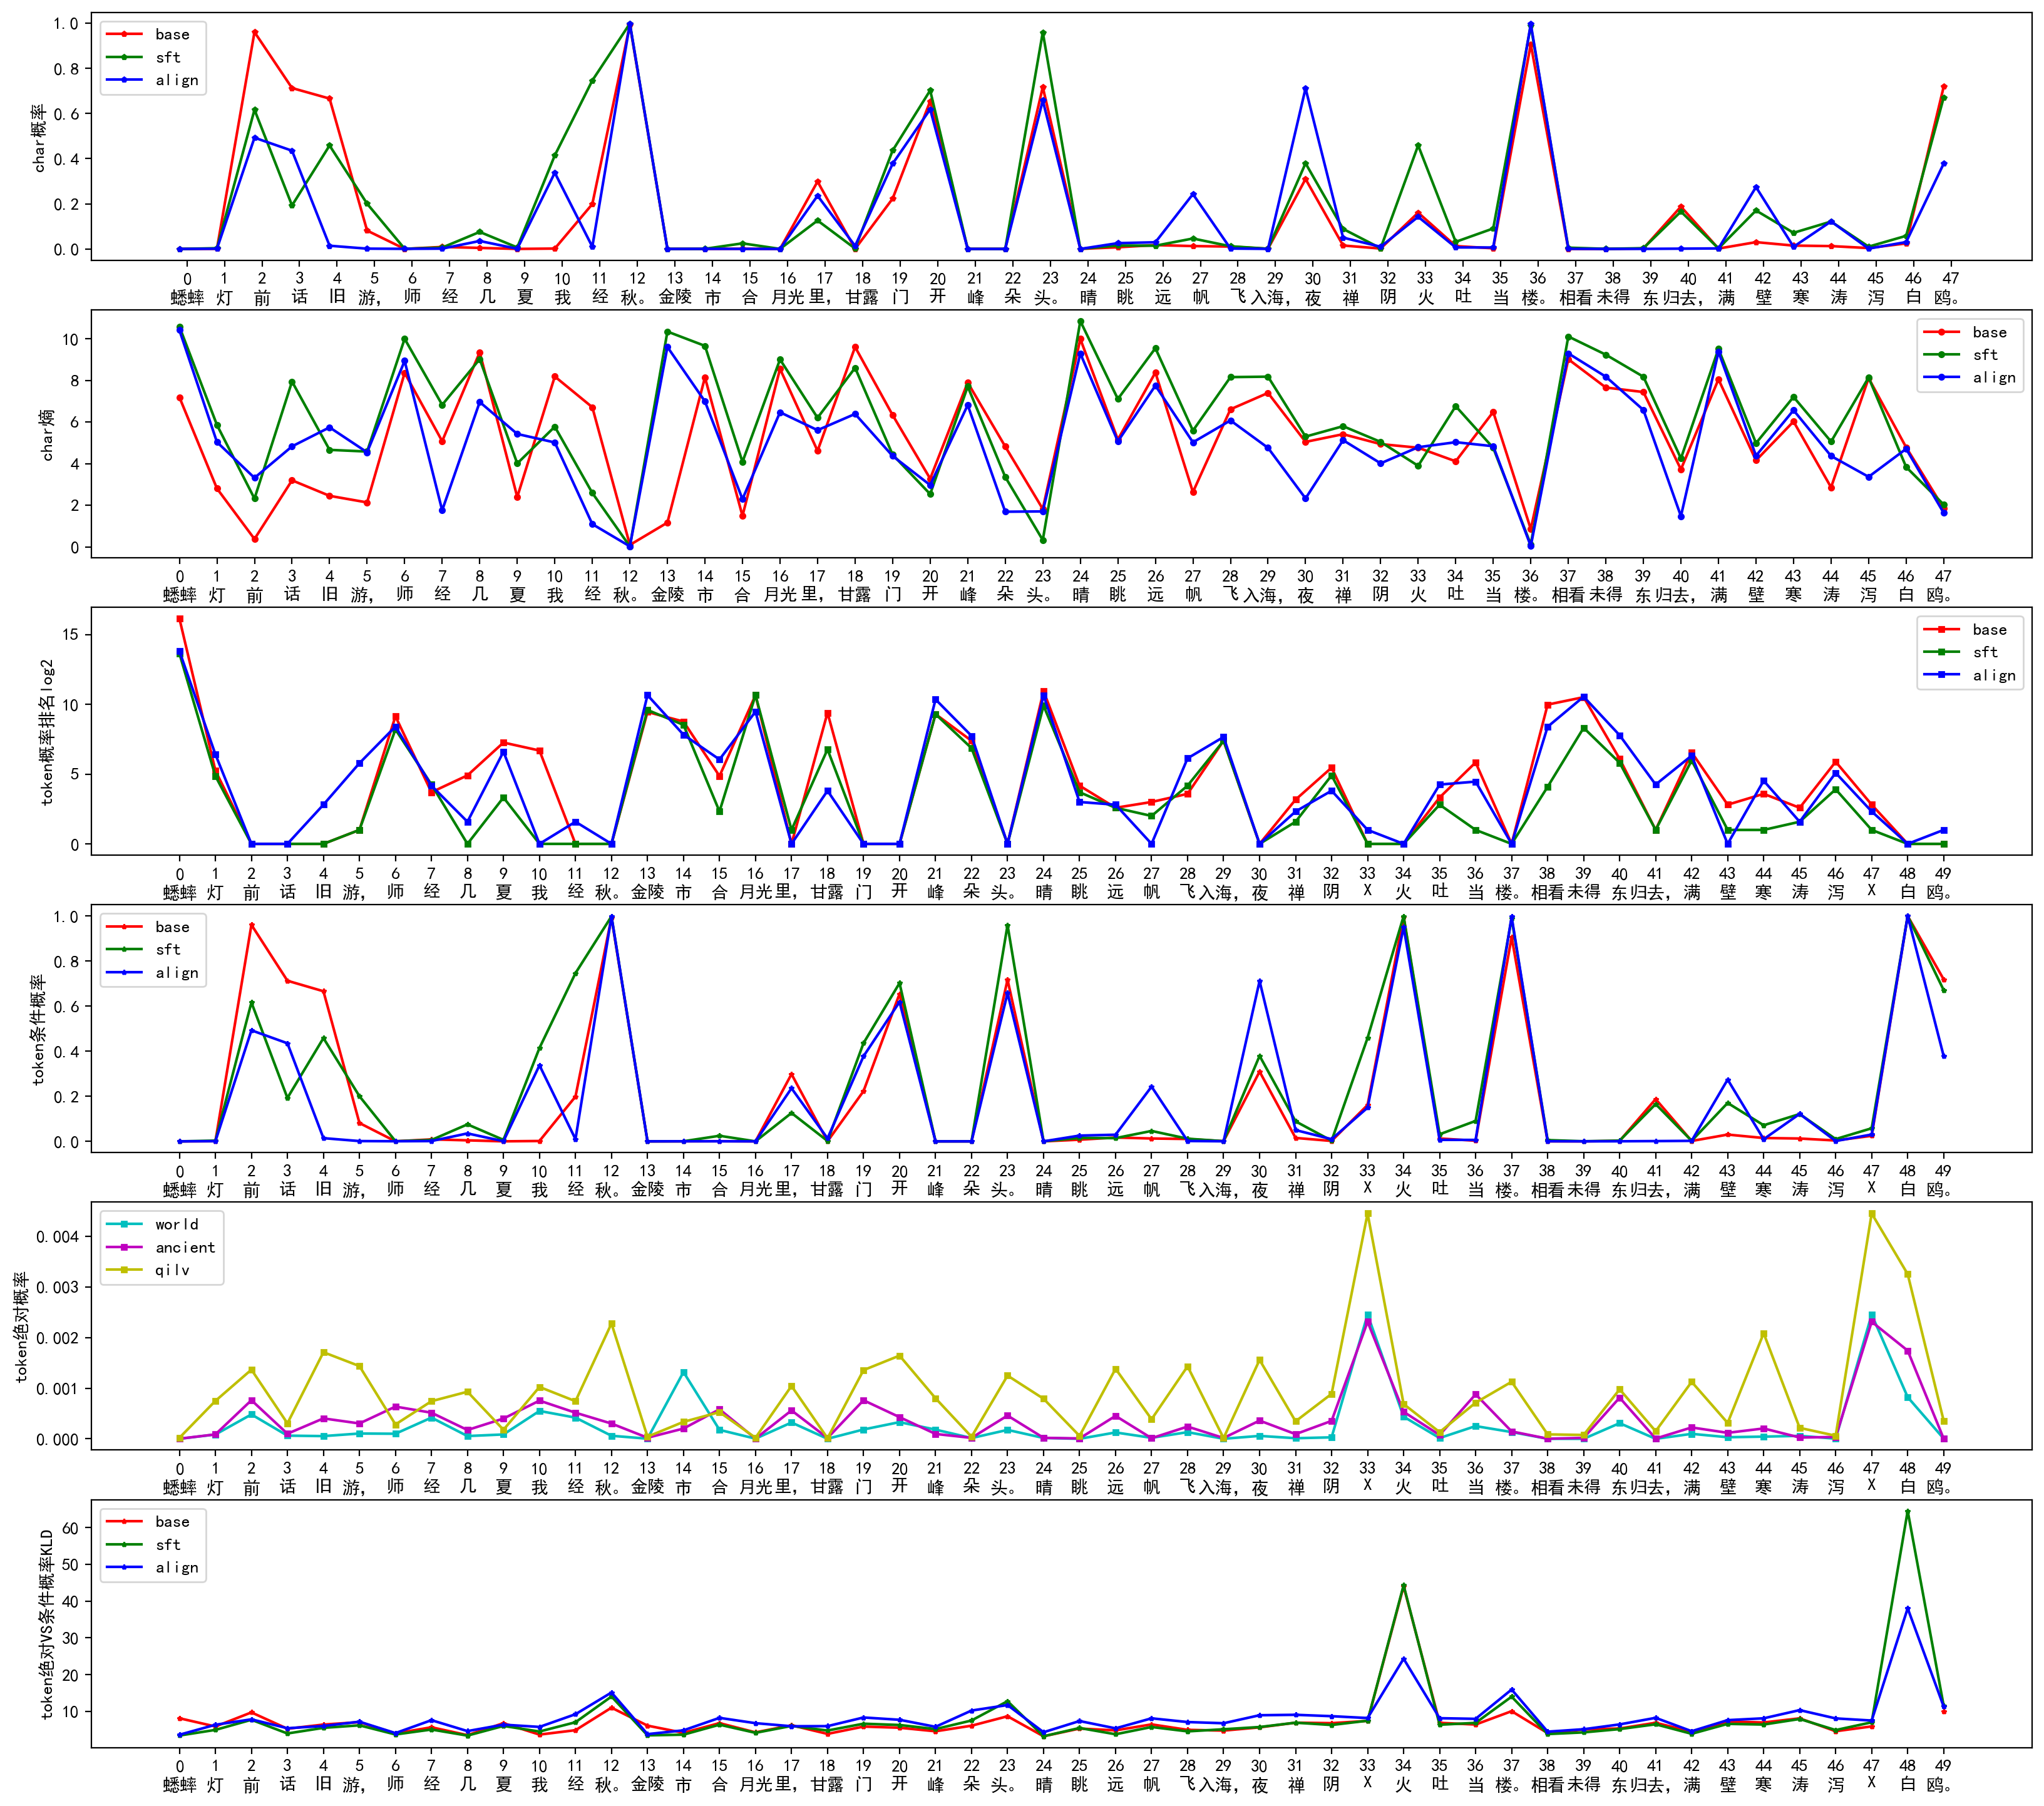 base
sft
align
char概率
1.0
0.8
0.6
0.4
0.2
0.0
0 1 2 3 4 5 6 7 8 9 10 11 12 13 14 15 16 17 18 19 20 21 22 23 24 25 26 27 28 29 30 31 32 33 34 35 36 37 38 39 40 41 42 43 44 45 46 47
蟋蟀 灯 前 话 旧 游， 师 经 几 夏 我 经 秋。 金陵 市 合 月光 里， 甘露 门 开 峰 朵 头。 晴 眺 远 帆 飞 入海， 夜 禅 阴 火 吐 当 楼。 相看 未得 东 归去， 满 壁 寒 涛 泻 白 鸥。
base
sft
align
char熵
10
8
6
4
2
0
0 1 2 3 4 5 6 7 8 9 10 11 12 13 14 15 16 17 18 19 20 21 22 23 24 25 26 27 28 29 30 31 32 33 34 35 36 37 38 39 40 41 42 43 44 45 46 47
蟋蟀 灯 前 话 旧 游， 师 经 几 夏 我 经 秋。 金陵 市 合 月光 里， 甘露 门 开 峰 朵 头。 晴 眺 远 帆 飞 入海， 夜 禅 阴 火 吐 当 楼。 相看 未得 东 归去， 满 壁 寒 涛 泻 白 鸥。
base
sft
align
token概率排名log2
15
10
5
0
0 1 2 3 4 5 6 7 8 9 10 11 12 13 14 15 16 17 18 19 20 21 22 23 24 25 26 27 28 29 30 31 32 33 34 35 36 37 38 39 40 41 42 43 44 45 46 47 48 49
蟋蟀 灯 前 话 旧 游， 师 经 几 夏 我 经 秋。 金陵 市 合 月光 里， 甘露 门 开 峰 朵 头。 晴 眺 远 帆 飞 入海， 夜 禅 阴 X 火 吐 当 楼。 相看 未得 东 归去， 满 壁 寒 涛 泻 X 白 鸥。
base
sft
align
token条件概率
1.0
0.8
0.6
0.4
0.2
0.0
0 1 2 3 4 5 6 7 8 9 10 11 12 13 14 15 16 17 18 19 20 21 22 23 24 25 26 27 28 29 30 31 32 33 34 35 36 37 38 39 40 41 42 43 44 45 46 47 48 49
蟋蟀 灯 前 话 旧 游， 师 经 几 夏 我 经 秋。 金陵 市 合 月光 里， 甘露 门 开 峰 朵 头。 晴 眺 远 帆 飞 入海， 夜 禅 阴 X 火 吐 当 楼。 相看 未得 东 归去， 满 壁 寒 涛 泻 X 白 鸥。
world
ancient
qilv
token绝对概率
0.004
0.003
0.002
0.001
0.000
0 1 2 3 4 5 6 7 8 9 10 11 12 13 14 15 16 17 18 19 20 21 22 23 24 25 26 27 28 29 30 31 32 33 34 35 36 37 38 39 40 41 42 43 44 45 46 47 48 49
蟋蟀 灯 前 话 旧 游， 师 经 几 夏 我 经 秋。 金陵 市 合 月光 里， 甘露 门 开 峰 朵 头。 晴 眺 远 帆 飞 入海， 夜 禅 阴 X 火 吐 当 楼。 相看 未得 东 归去， 满 壁 寒 涛 泻 X 白 鸥。
base
sft
align
token绝对VS条件概率KLD
60
50
40
30
20
10
0 1 2 3 4 5 6 7 8 9 10 11 12 13 14 15 16 17 18 19 20 21 22 23 24 25 26 27 28 29 30 31 32 33 34 35 36 37 38 39 40 41 42 43 44 45 46 47 48 49
蟋蟀 灯 前 话 旧 游， 师 经 几 夏 我 经 秋。 金陵 市 合 月光 里， 甘露 门 开 峰 朵 头。 晴 眺 远 帆 飞 入海， 夜 禅 阴 X 火 吐 当 楼。 相看 未得 东 归去， 满 壁 寒 涛 泻 X 白 鸥。